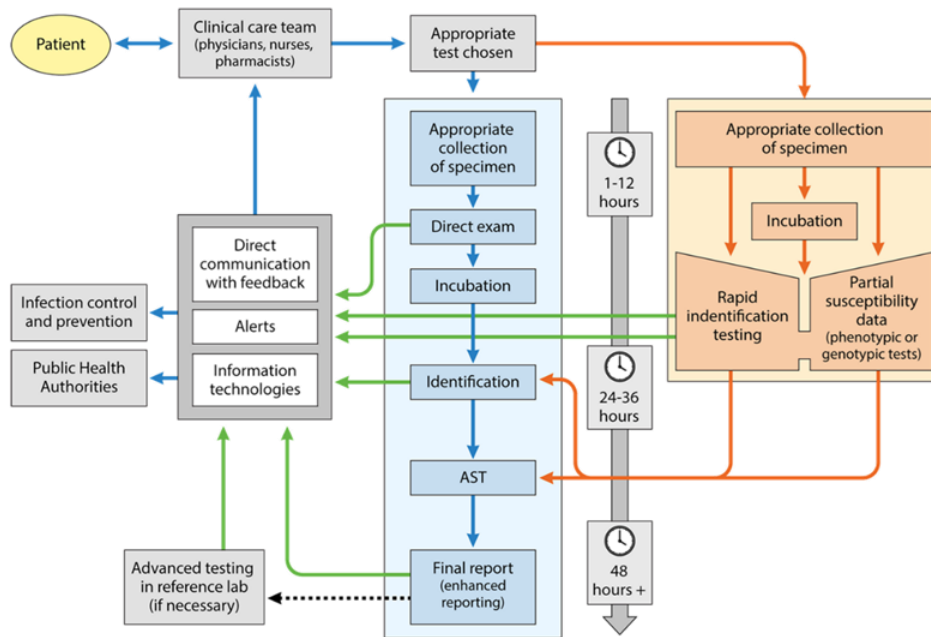 Patient
Clinical care team
(physicians, nurses,
pharmacists)
Appropriate
test chosen
Appropriate
collection
of specimen
1-12
hours
Appropriate collection
of specimen
Direct exam
Incubation
Incubation
Direct
communication
with feedback
Alerts
Information
technologies
Infection control
and prevention
Public Health
Authorities
Rapid
indentification
testing
Partial
susceptibility
data
(phenotypic or
genotypic tests)
Identification
24-36
hours
AST
Final report
(enhanced
reporting)
48
hours +
Advanced testing
in reference lab
(if necessary)